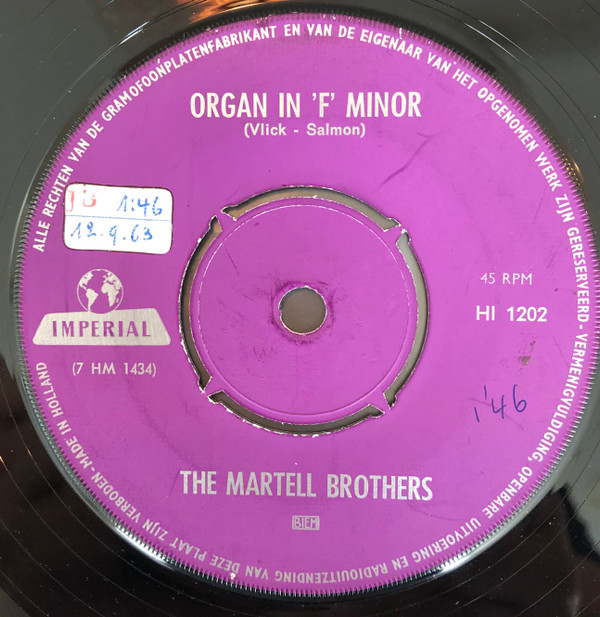 ALLE RECHTEN VAN DE GRAMOFOONPLATENFABRIKANT EN VAN DE EIGENAAR VAN HET OPGENOMEN WERK ZIJN GERESERVEERD - VERMENIGVULDIGING, OPENBARE UITVOERING EN RADIOUITZENDING VAN DEZE PLAAT ZIJN VERBODEN - MADE IN HOLLAND
ORGAN IN 'F' MINOR
(Vlick - Salmon)
1:46
12.9.63
IMPERIAL
(7 HM 1434)
45 RPM
HI 1202
1'46
THE MARTELL BROTHERS
BIEM